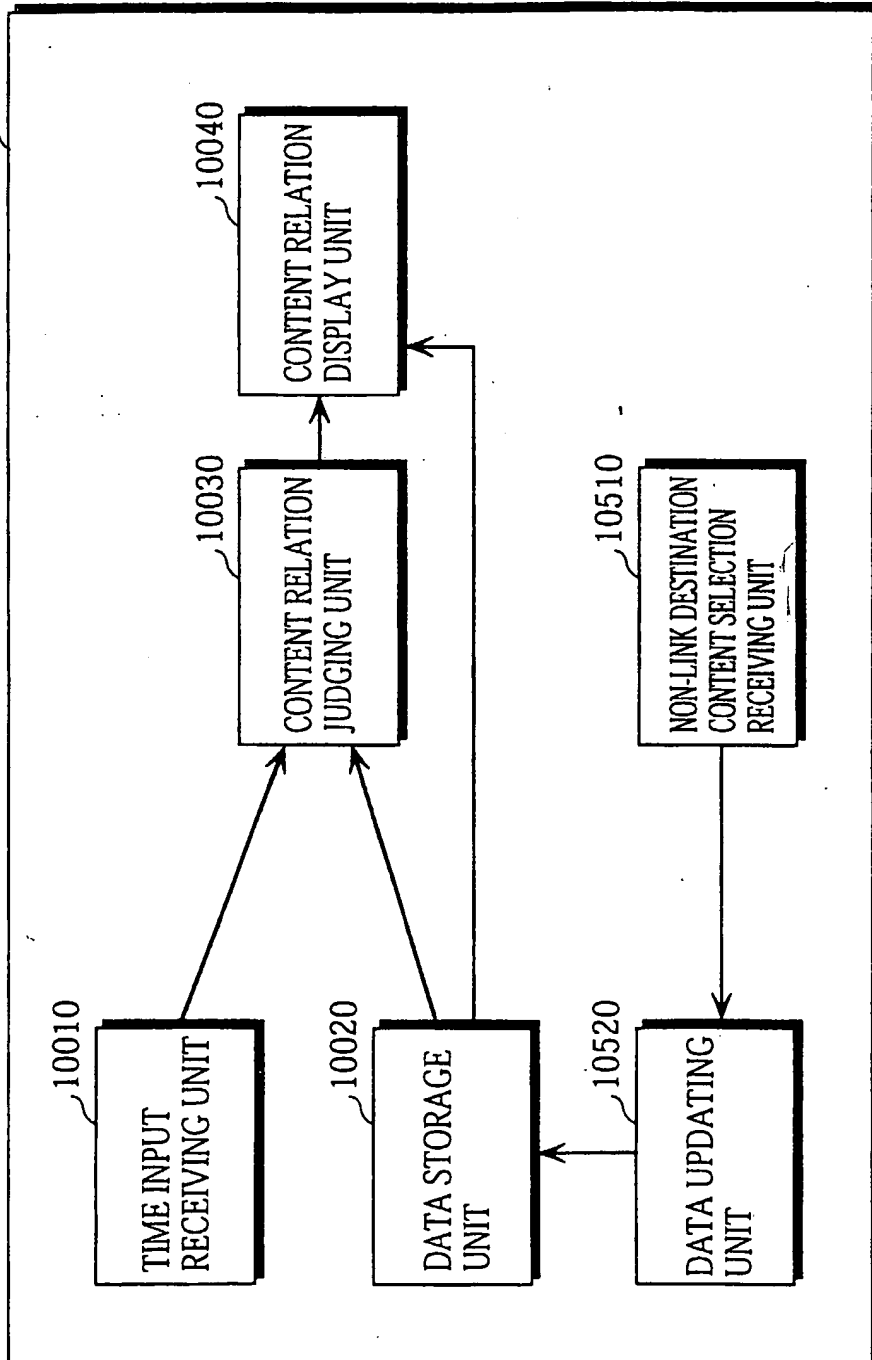 10010
TIME INPUT
RECEIVING UNIT
10030
CONTENT RELATION
JUDGING UNIT
10040
CONTENT RELATION
DISPLAY UNIT
10020
DATA STORAGE
UNIT
10520
DATA UPDATING
UNIT
10510
NON-LINK DESTINATION
CONTENT SELECTION
RECEIVING UNIT